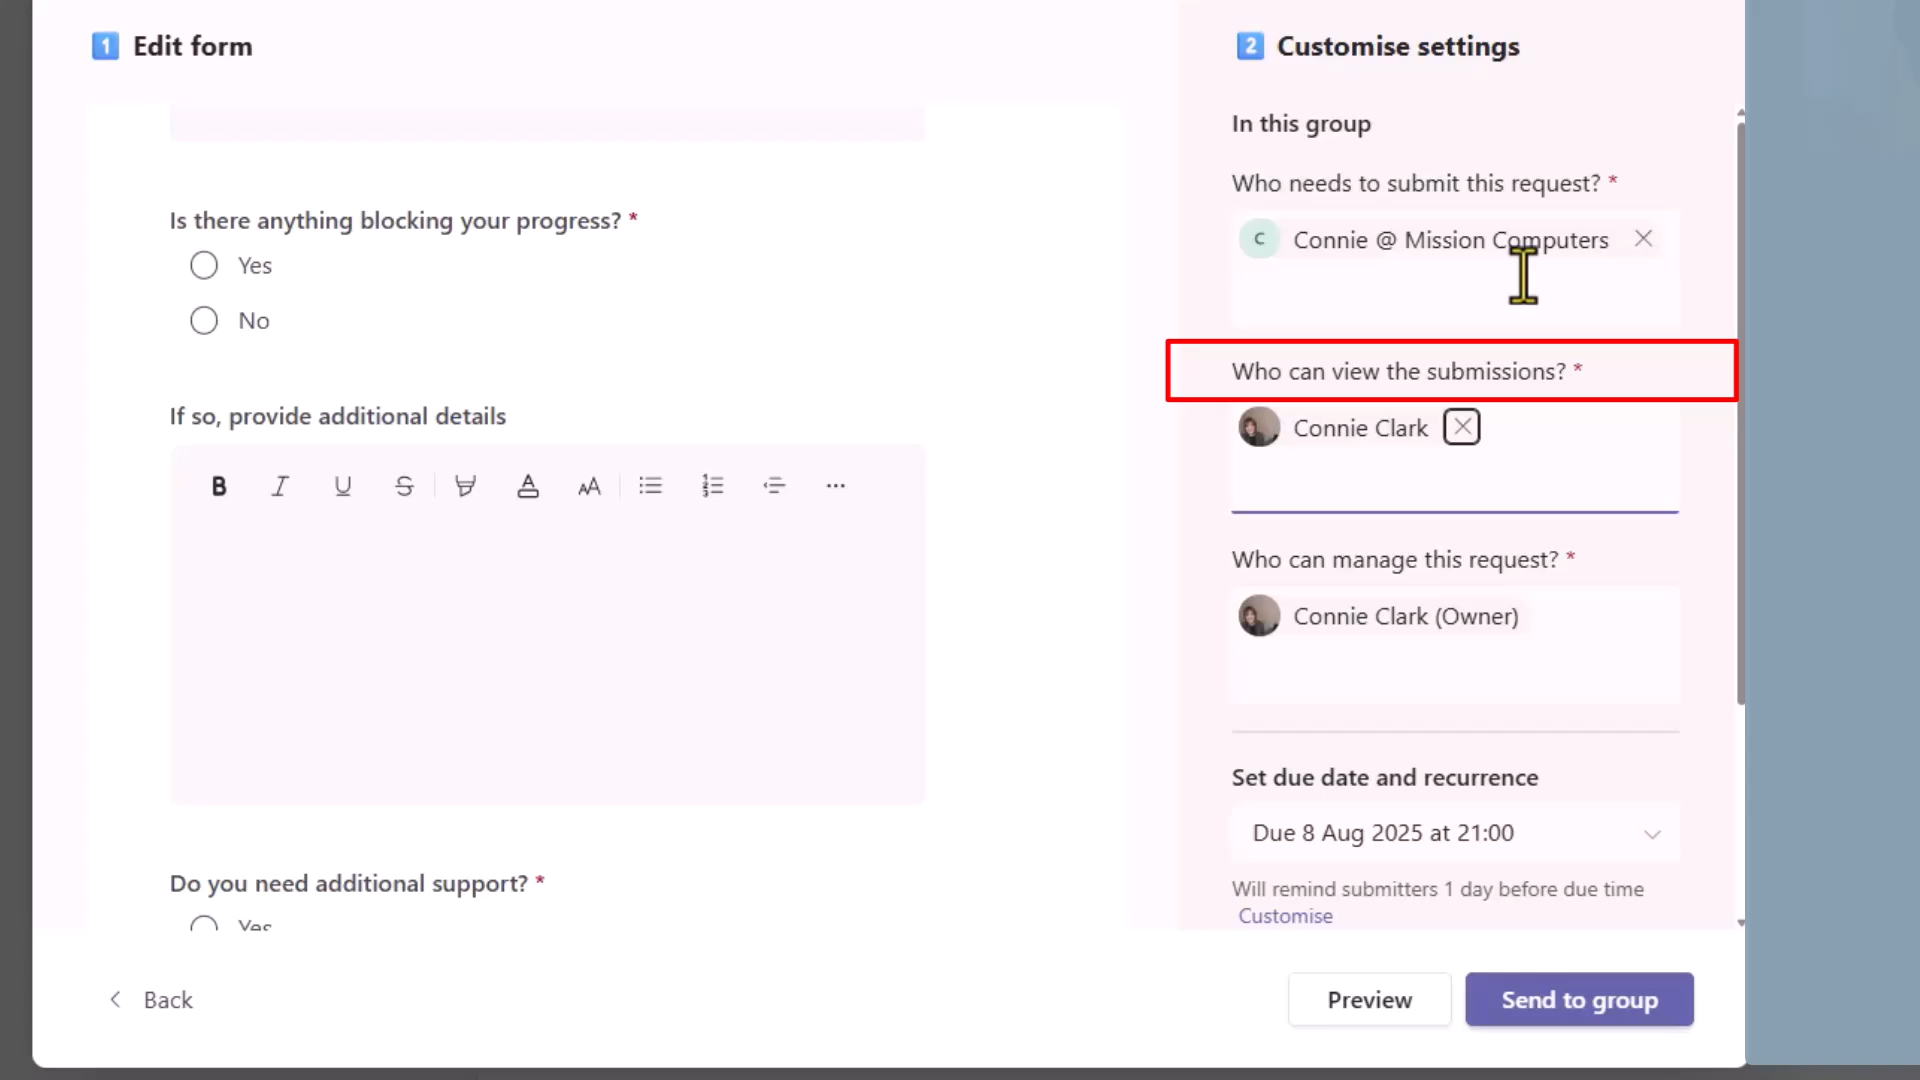 1 Edit form
Is there anything blocking your progress? *
Yes
No
If so, provide additional details
B I U S A AA ...
Do you need additional support? *
Yes
Back
2 Customise settings
In this group
Who needs to submit this request? *
C Connie @ Mission Computers
Who can view the submissions? *
Connie Clark
Who can manage this request? *
Connie Clark (Owner)
Set due date and recurrence
Due 8 Aug 2025 at 21:00
Will remind submitters 1 day before due time
Customise
Preview
Send to group